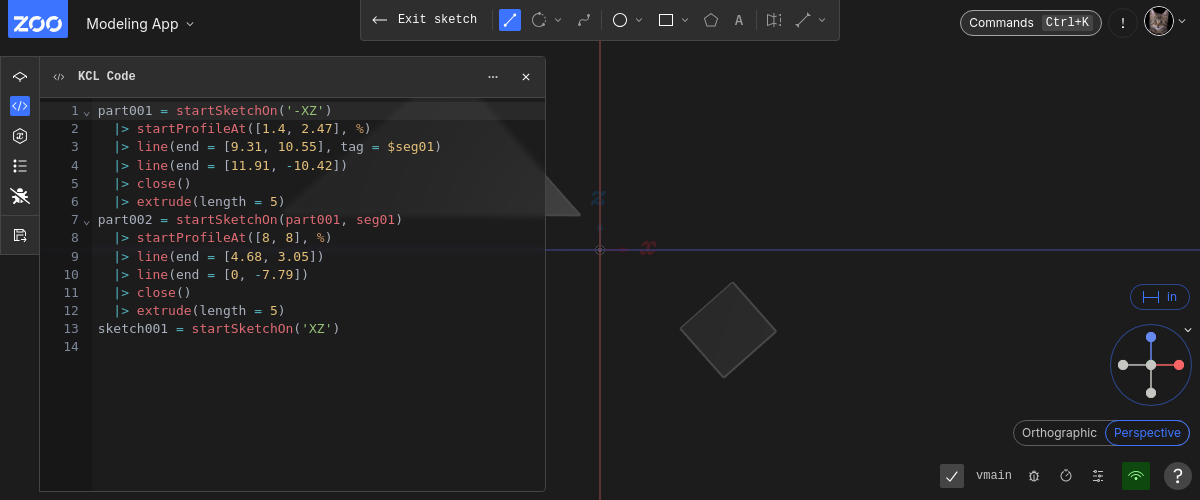 ZOO Modeling App
Exit sketch
A
Commands Ctrl+K
!
KCL Code
1 part001 = startSketchOn('-XZ')
2 |> startProfileAt([1.4, 2.47], %)
3 |> line(end = [9.31, 10.55], tag = $seg01)
4 |> line(end = [11.91, -10.42])
5 |> close()
6 |> extrude(length = 5)
7 part002 = startSketchOn(part001, seg01)
8 |> startProfileAt([8, 8], %)
9 |> line(end = [4.68, 3.05])
10 |> line(end = [0, -7.79])
11 |> close()
12 |> extrude(length = 5)
13 sketch001 = startSketchOn('XZ')
14
z
x
in
Orthographic Perspective
vmain
?